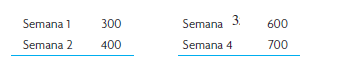 Semana 1 300 Semana 3. 600
Semana 2 400 Semana 4 700